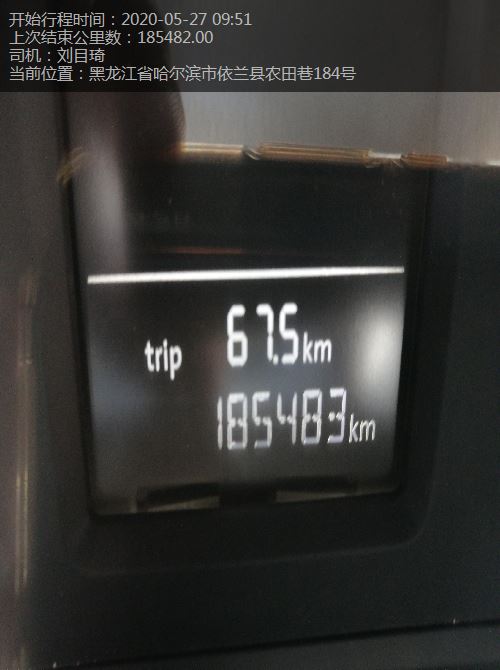 开始行程时间：2020-05-27 09:51
上次结束公里数：185482.00
司机：刘目琦
当前位置：黑龙江省哈尔滨市依兰县农田巷184号
trip 67.5km
185483km